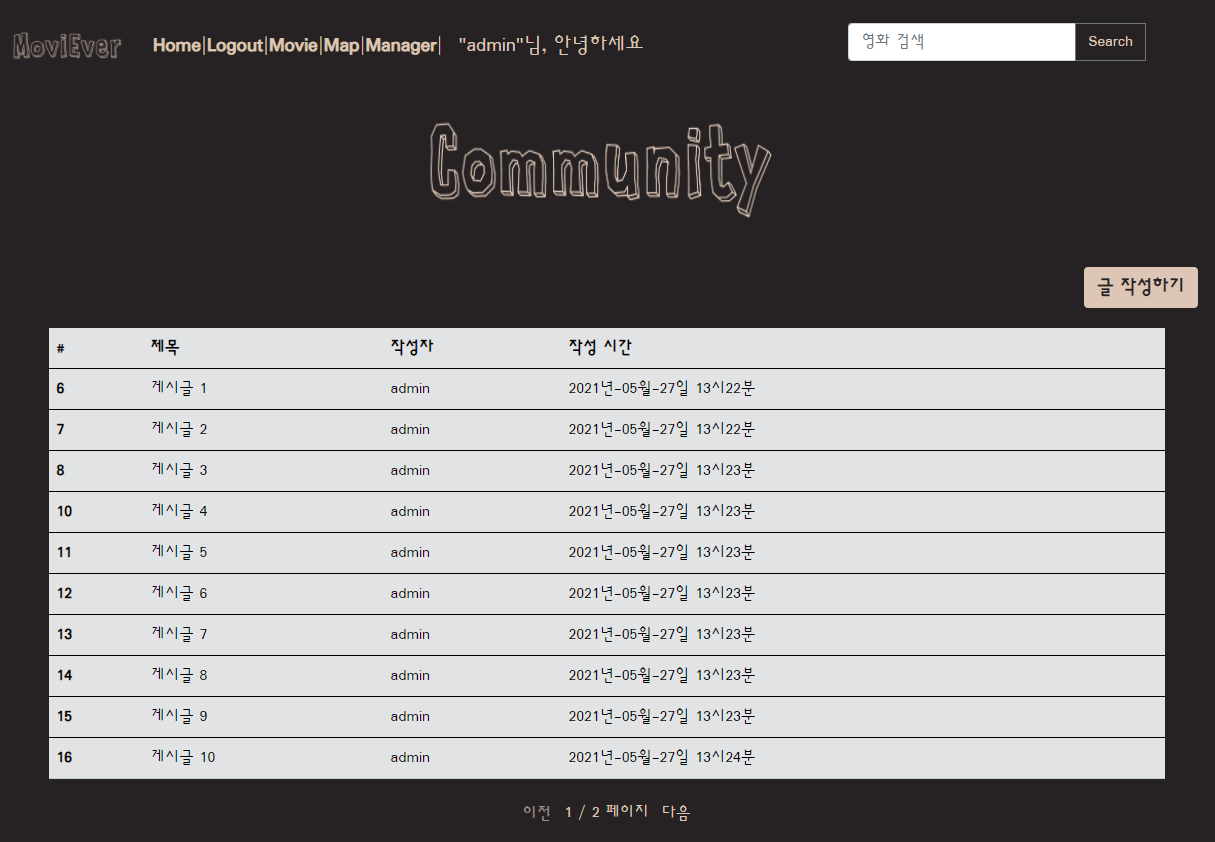 MoviEver Home|Logout|Movie|Map|Manager| "admin"님, 안녕하세요 영화 검색 Search
Community
글 작성하기
# 제목 작성자 작성 시간
6 게시글 1 admin 2021년-05월-27일 13시22분
7 게시글 2 admin 2021년-05월-27일 13시22분
8 게시글 3 admin 2021년-05월-27일 13시23분
10 게시글 4 admin 2021년-05월-27일 13시23분
11 게시글 5 admin 2021년-05월-27일 13시23분
12 게시글 6 admin 2021년-05월-27일 13시23분
13 게시글 7 admin 2021년-05월-27일 13시23분
14 게시글 8 admin 2021년-05월-27일 13시23분
15 게시글 9 admin 2021년-05월-27일 13시23분
16 게시글 10 admin 2021년-05월-27일 13시24분
이전 1 / 2 페이지 다음